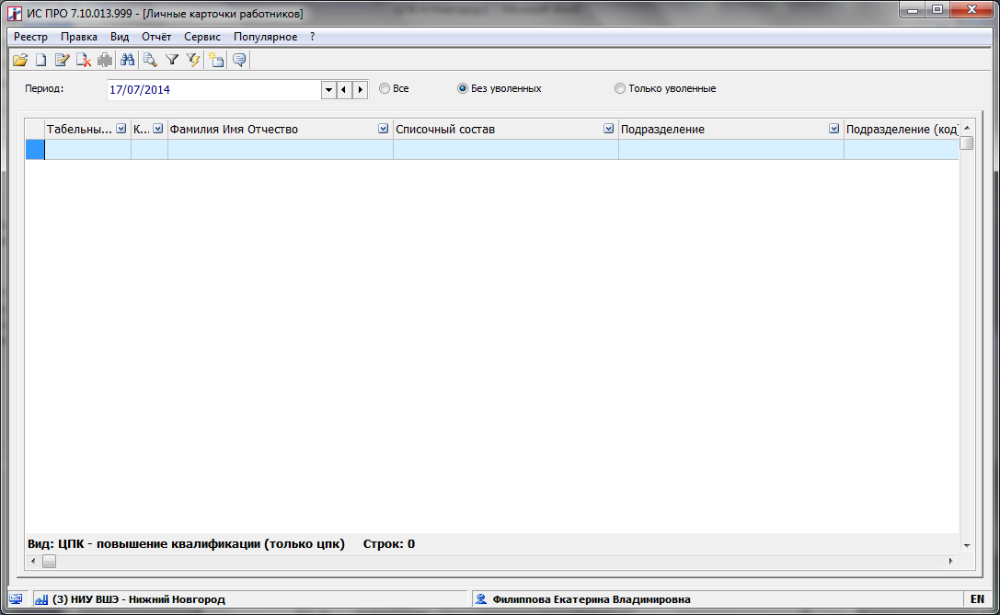 ИС ПРО 7.10.013.999 - [Личные карточки работников]
Реестр Правка Вид Отчёт Сервис Популярное ?
Период: 17/07/2014 Все Без уволенных Только уволенные
Табельны... К... Фамилия Имя Отчество Списочный состав Подразделение Подразделение (код)
Вид: ЦПК - повышение квалификации (только цпк) Строк: 0
(3) НИУ ВШЭ - Нижний Новгород Филиппова Екатерина Владимировна EN